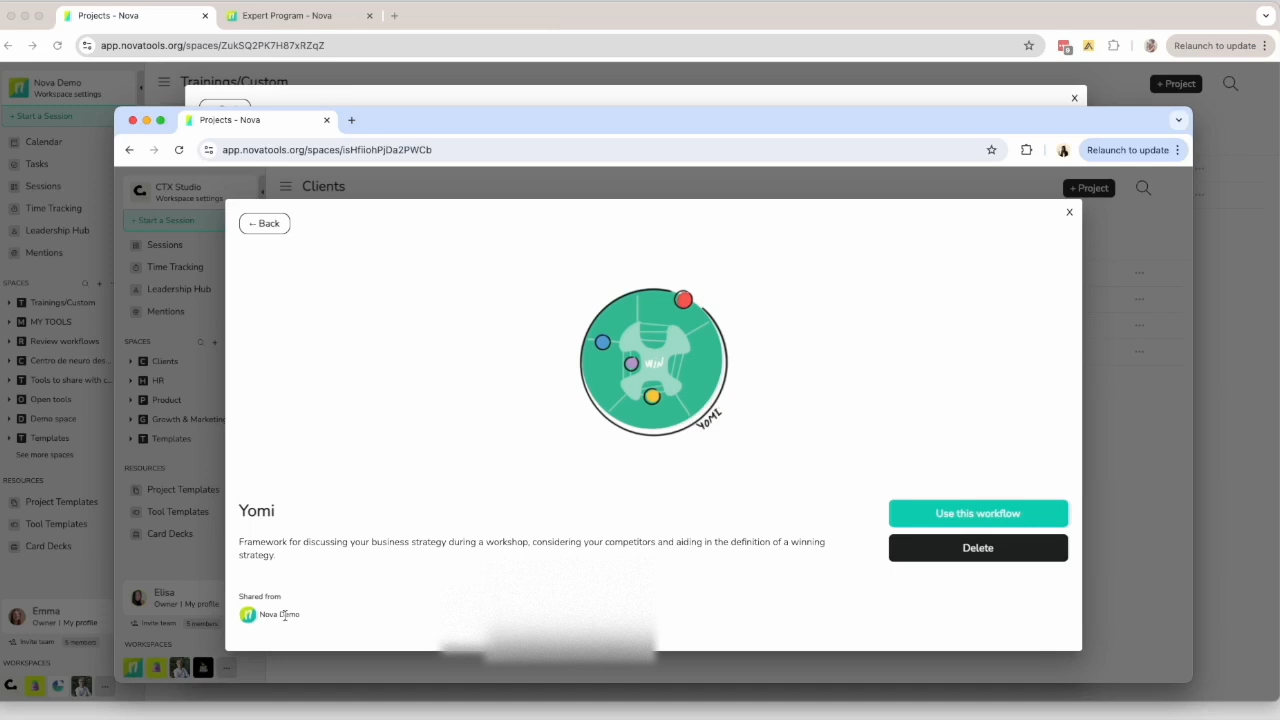 Projects - Nova
Expert Program - Nova
app.novatools.org/spaces/ZukSQ2PK7H87xRZqZ
Relaunch to update
Nova Demo
Workspace settings
Trainings/Custom
+ Project
+ Start a Session
Calendar
Tasks
Sessions
Time Tracking
Leadership Hub
Mentions
SPACES
T Trainings/Custom
M MY TOOLS
R Review workflows
C Centro de neuro des...
T Tools to share with c...
O Open tools
D Demo space
T Templates
See more spaces
RESOURCES
Project Templates
Tool Templates
Card Decks
Emma
Owner | My profile
Invite team 5 members
WORKSPACES
X
Projects - Nova
app.novatools.org/spaces/isHfiiohPjDa2PWCb
Relaunch to update
CTX Studio
Workspace settings
Clients
+ Project
+ Start a Session
Sessions
Time Tracking
Leadership Hub
Mentions
SPACES
C Clients
H HR
P Product
G Growth & Marketing
T Templates
RESOURCES
Project Templates
Tool Templates
Card Decks
Elisa
Owner | My profile
Invite team 5 members
WORKSPACES
← Back
X
WIN
YOMI
Yomi
Use this workflow
Framework for discussing your business strategy during a workshop, considering your competitors and aiding in the definition of a winning
strategy.
Delete
Shared from
Nova Demo